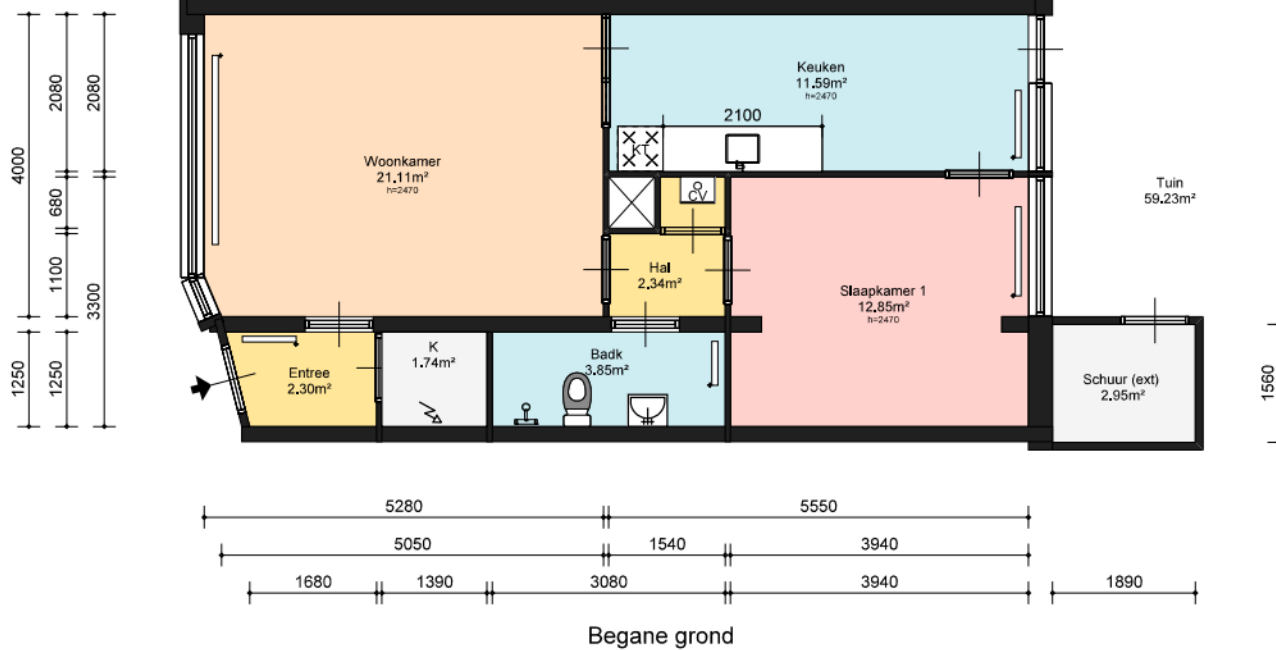 4000
2080
680
1100
2080
3300
1250
1250
Woonkamer
21.11m²
h=2470
Keuken
11.59m²
h=2470
2100
KT
CV
Hal
2.34m²
Slaapkamer 1
12.85m²
h=2470
Tuin
59.23m²
Entree
2.30m²
K
1.74m²
Badk
3.85m²
Schuur (ext)
2.95m²
1560
5280 5550
5050 1540 3940
1680 1390 3080 3940 1890
Begane grond